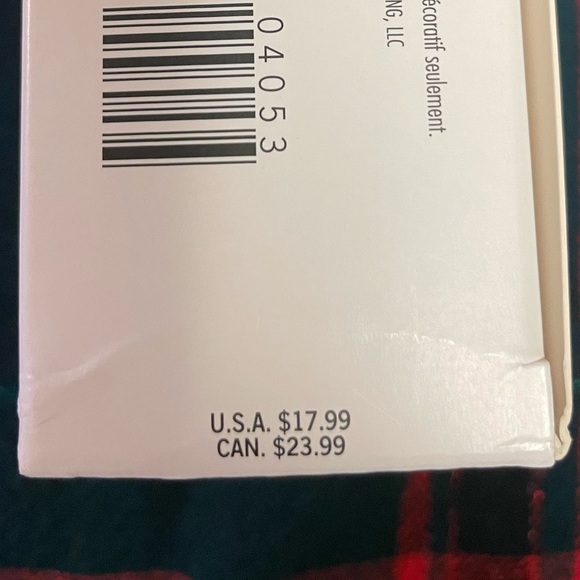 écoratif seulement.
NG, LLC
04053
U.S.A. $17.99
CAN. $23.99